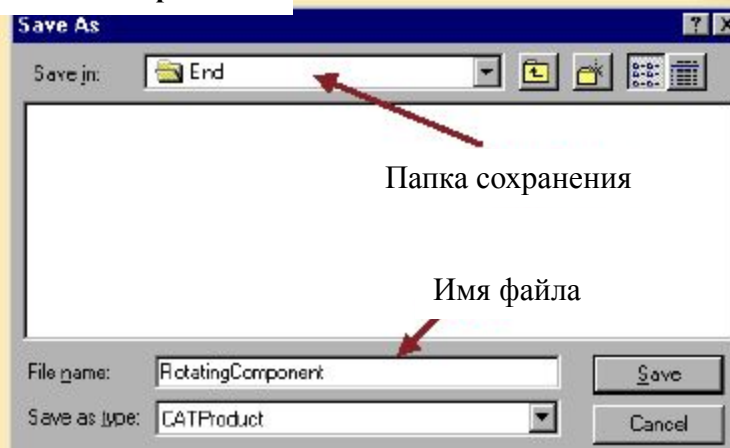 Save As
Save in: End
Папка сохранения
Имя файла
File name: RotatingComponent Save
Save as type: CATProduct Cancel